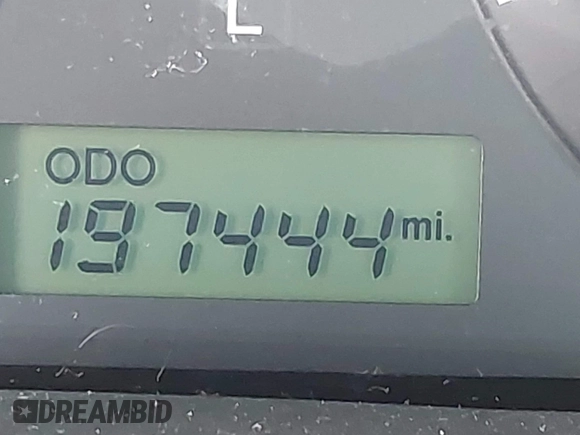 L
ODO
197444 mi.
DREAMBID